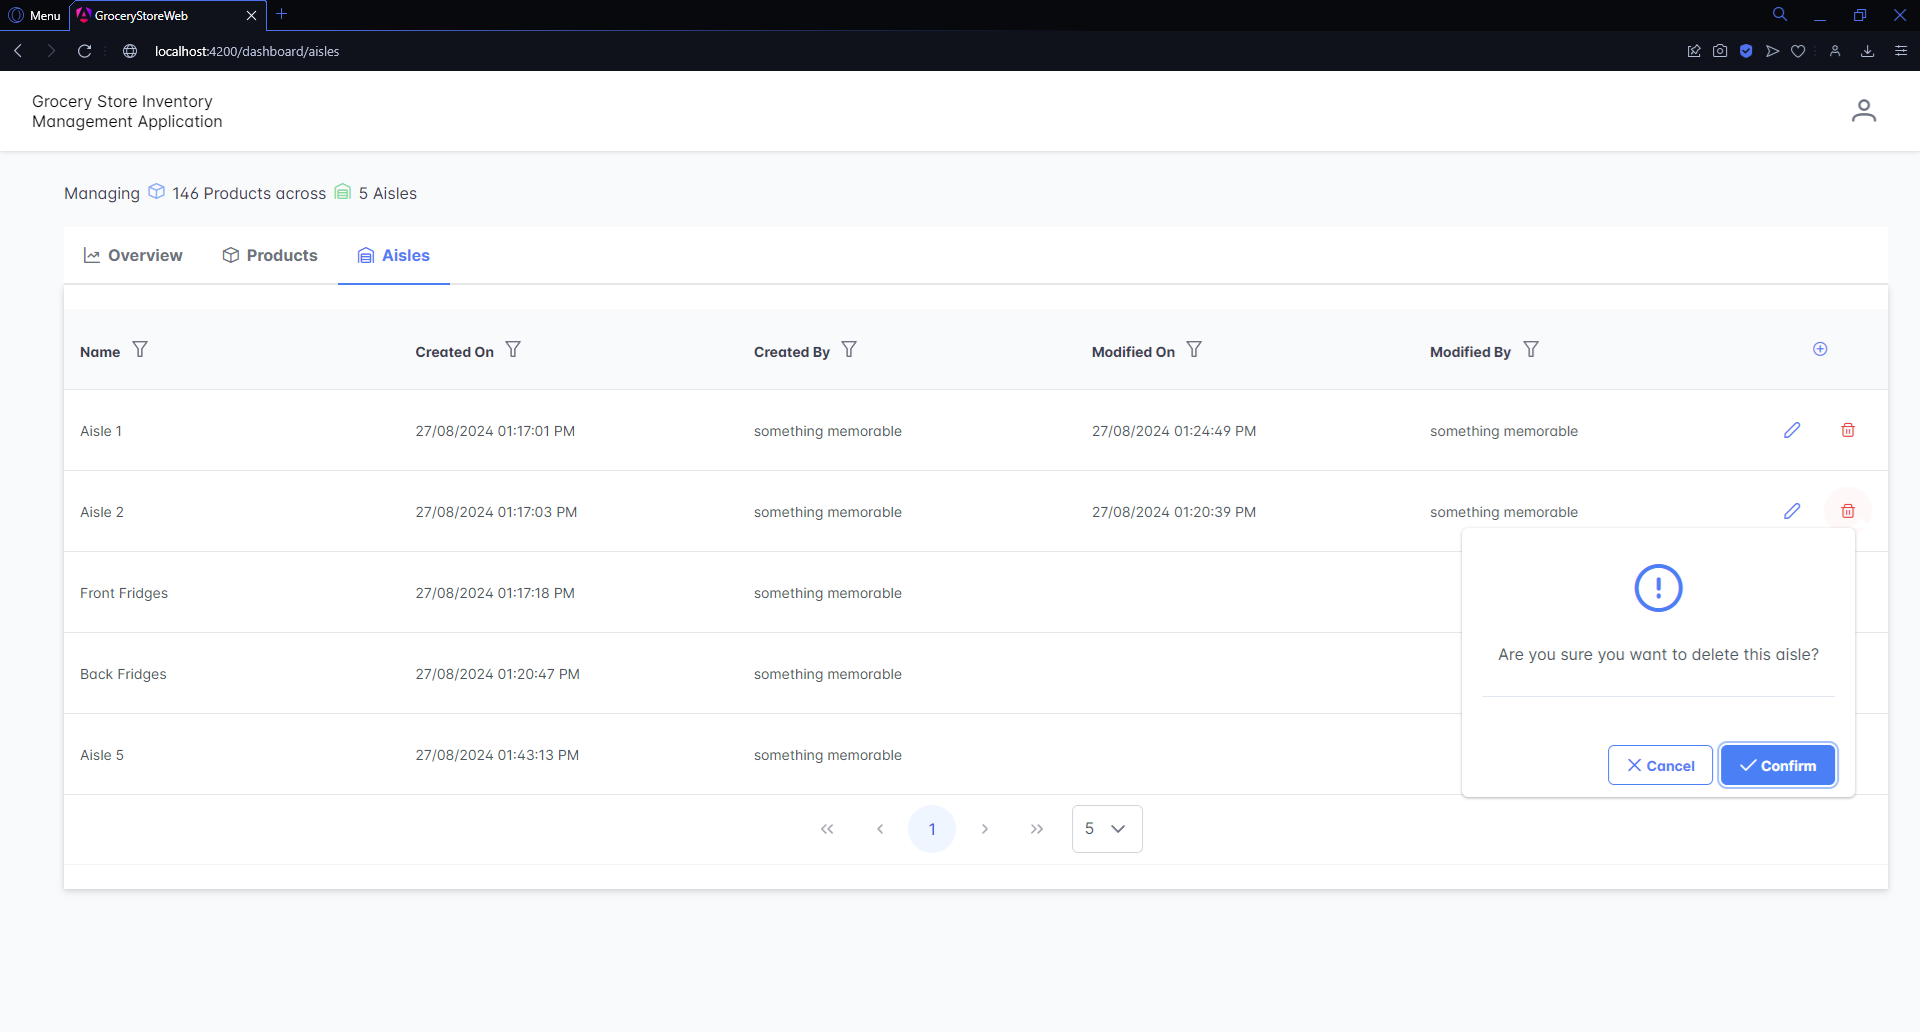 Menu
GroceryStoreWeb
localhost:4200/dashboard/aisles
Grocery Store Inventory
Management Application
Managing 146 Products across 5 Aisles
Overview Products Aisles
Name Created On Created By Modified On Modified By
Aisle 1 27/08/2024 01:17:01 PM something memorable 27/08/2024 01:24:49 PM something memorable
Aisle 2 27/08/2024 01:17:03 PM something memorable 27/08/2024 01:20:39 PM something memorable
Front Fridges 27/08/2024 01:17:18 PM something memorable
Back Fridges 27/08/2024 01:20:47 PM something memorable
Aisle 5 27/08/2024 01:43:13 PM something memorable
Are you sure you want to delete this aisle?
Cancel Confirm
1 5